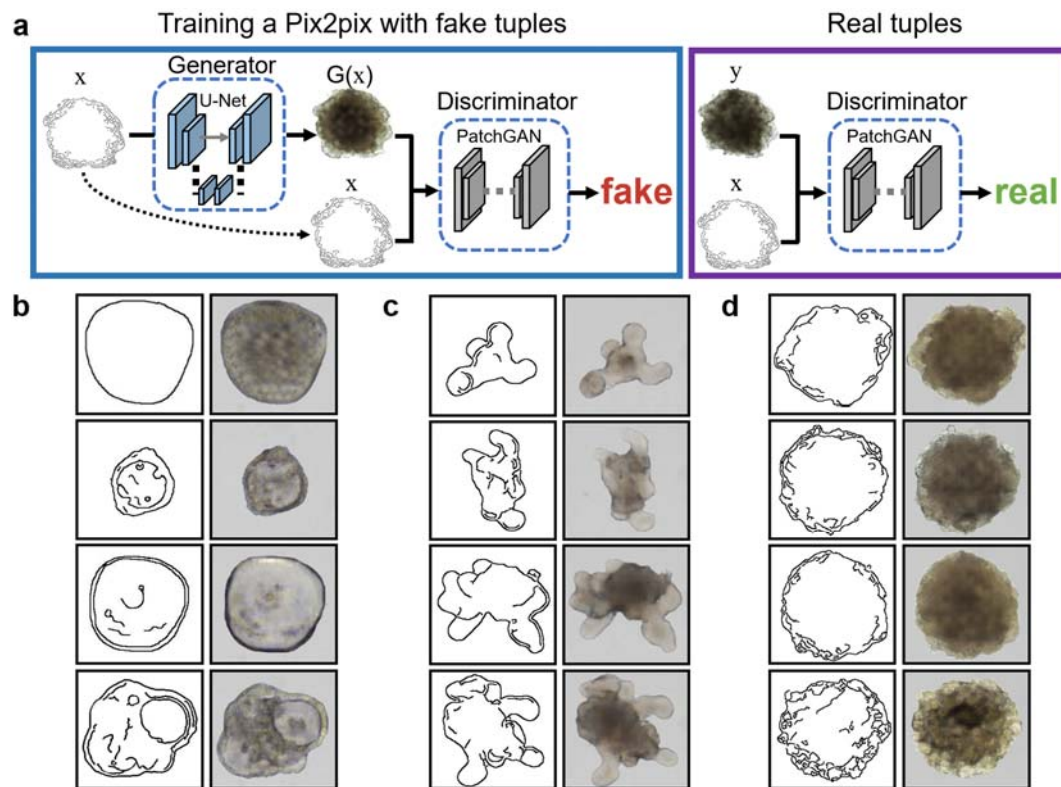 Training a Pix2pix with fake tuples
Real tuples
a
x
Generator
U-Net
G(x)
x
Discriminator
PatchGAN
fake
y
x
Discriminator
PatchGAN
real
b
c
d